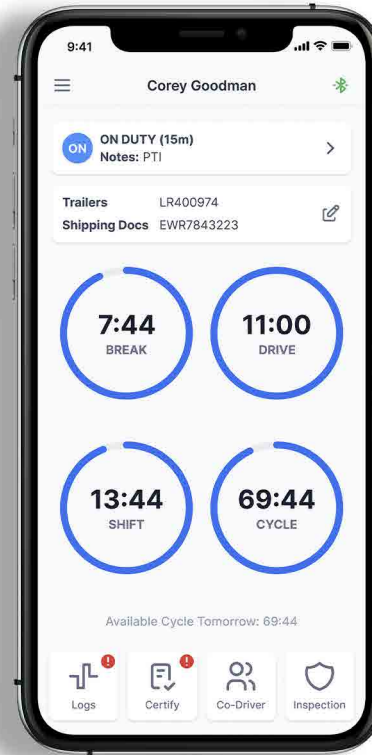 9:41
Corey Goodman
ON
ON DUTY (15m)
Notes: PTI
Trailers LR400974
Shipping Docs EWR7843223
7:44
BREAK
11:00
DRIVE
13:44
SHIFT
69:44
CYCLE
Available Cycle Tomorrow: 69:44
! !
Logs Certify Co-Driver Inspection